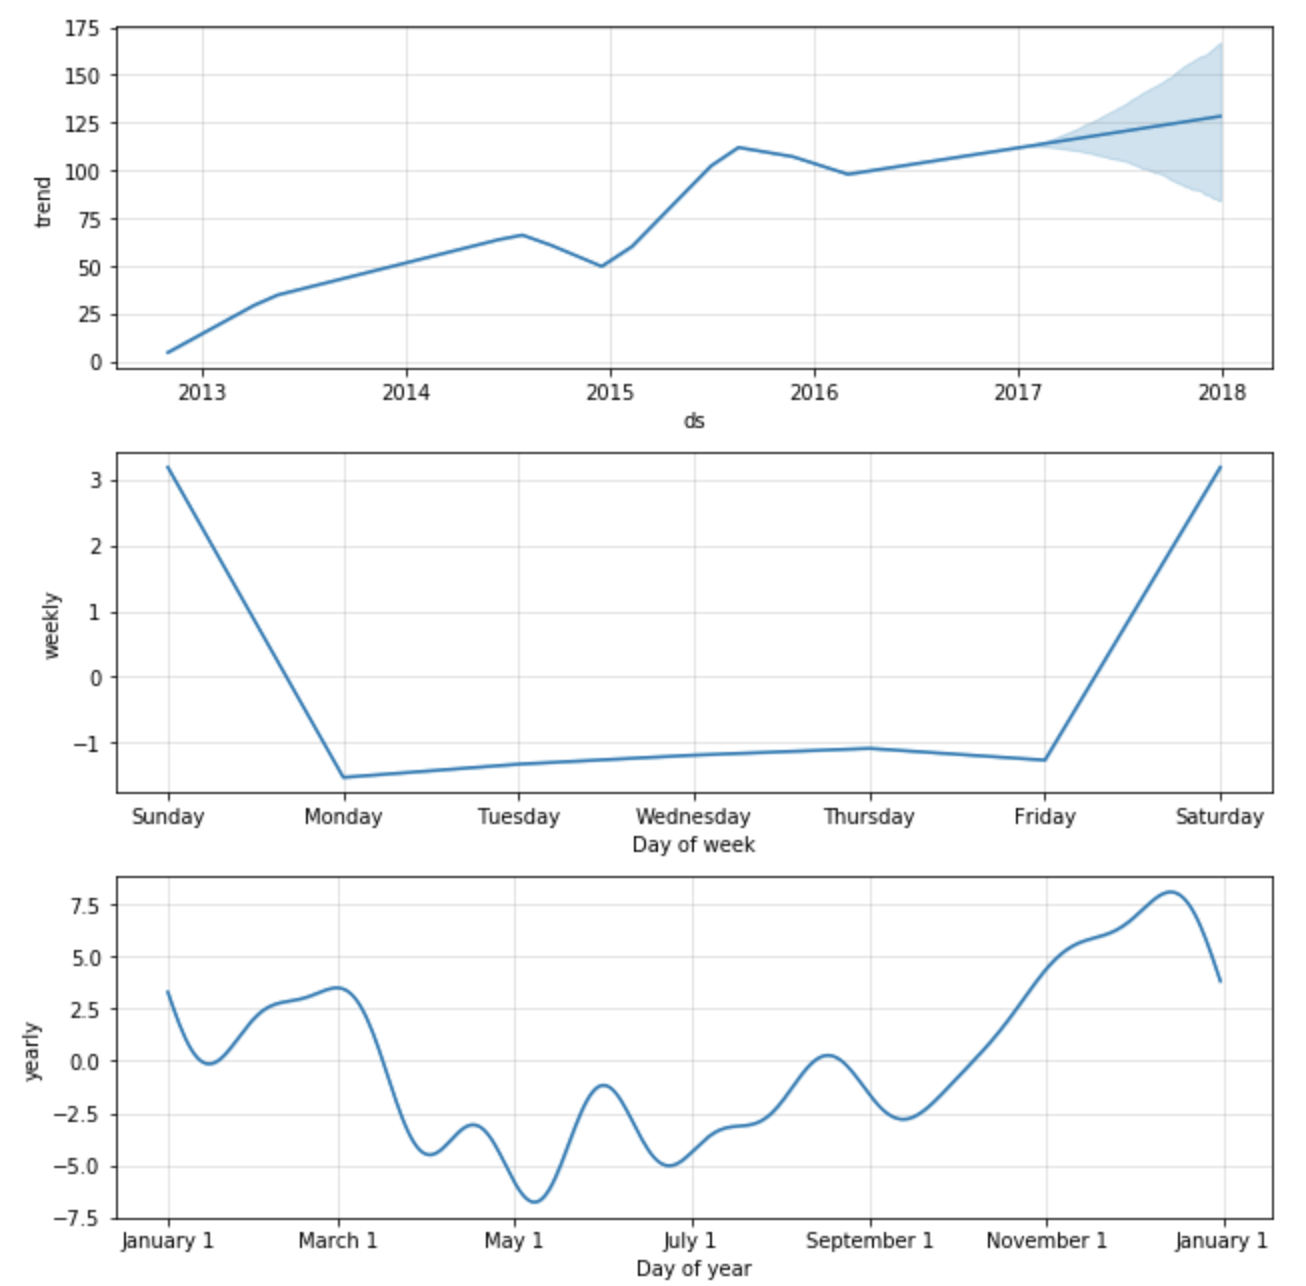 175
150
125
100
75
50
25
0
trend
2013 2014 2015 2016 2017 2018
ds
3
2
1
0
−1
weekly
Sunday Monday Tuesday Wednesday Thursday Friday Saturday
Day of week
7.5
5.0
2.5
0.0
−2.5
−5.0
−7.5
yearly
January 1 March 1 May 1 July 1 September 1 November 1 January 1
Day of year